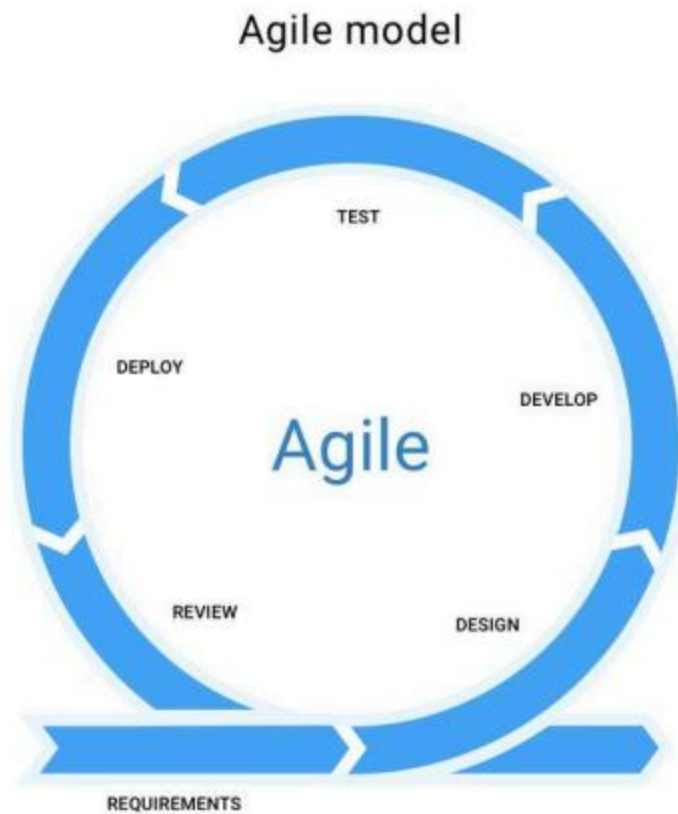 Agile model
TEST
DEPLOY
DEVELOP
Agile
REVIEW
DESIGN
REQUIREMENTS